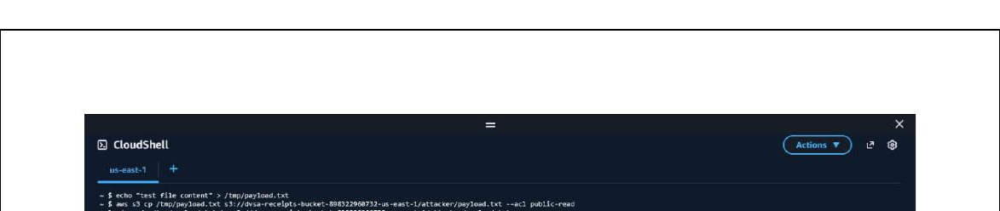 CloudShell
Actions
us-east-1
~ $ echo "test file content" > /tmp/payload.txt
~ $ aws s3 cp /tmp/payload.txt s3://dvsa-receipts-bucket-898322960732-us-east-1/attacker/payload.txt --acl public-read